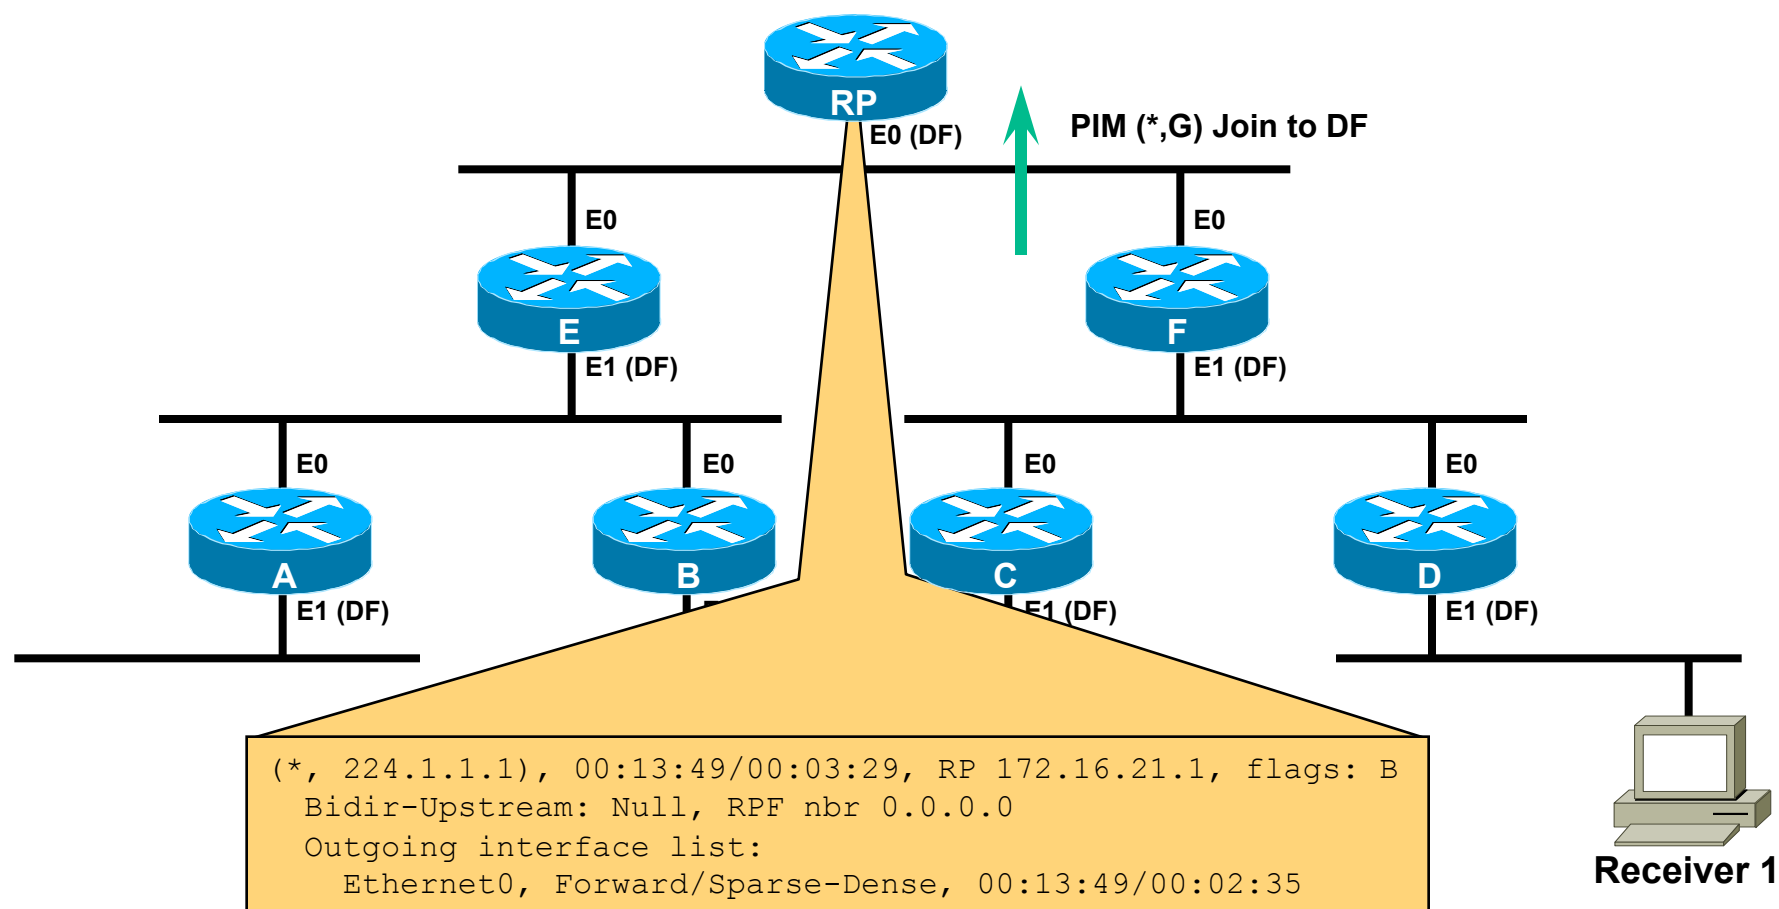 RP
E0 (DF)
PIM (*,G) Join to DF
E0
E0
E
F
E1 (DF)
E1 (DF)
E0
E0
E0
E0
A
B
C
D
E1 (DF)
E1 (DF)
E1 (DF)
(*, 224.1.1.1), 00:13:49/00:03:29, RP 172.16.21.1, flags: B
Bidir-Upstream: Null, RPF nbr 0.0.0.0
Outgoing interface list:
Ethernet0, Forward/Sparse-Dense, 00:13:49/00:02:35
Receiver 1